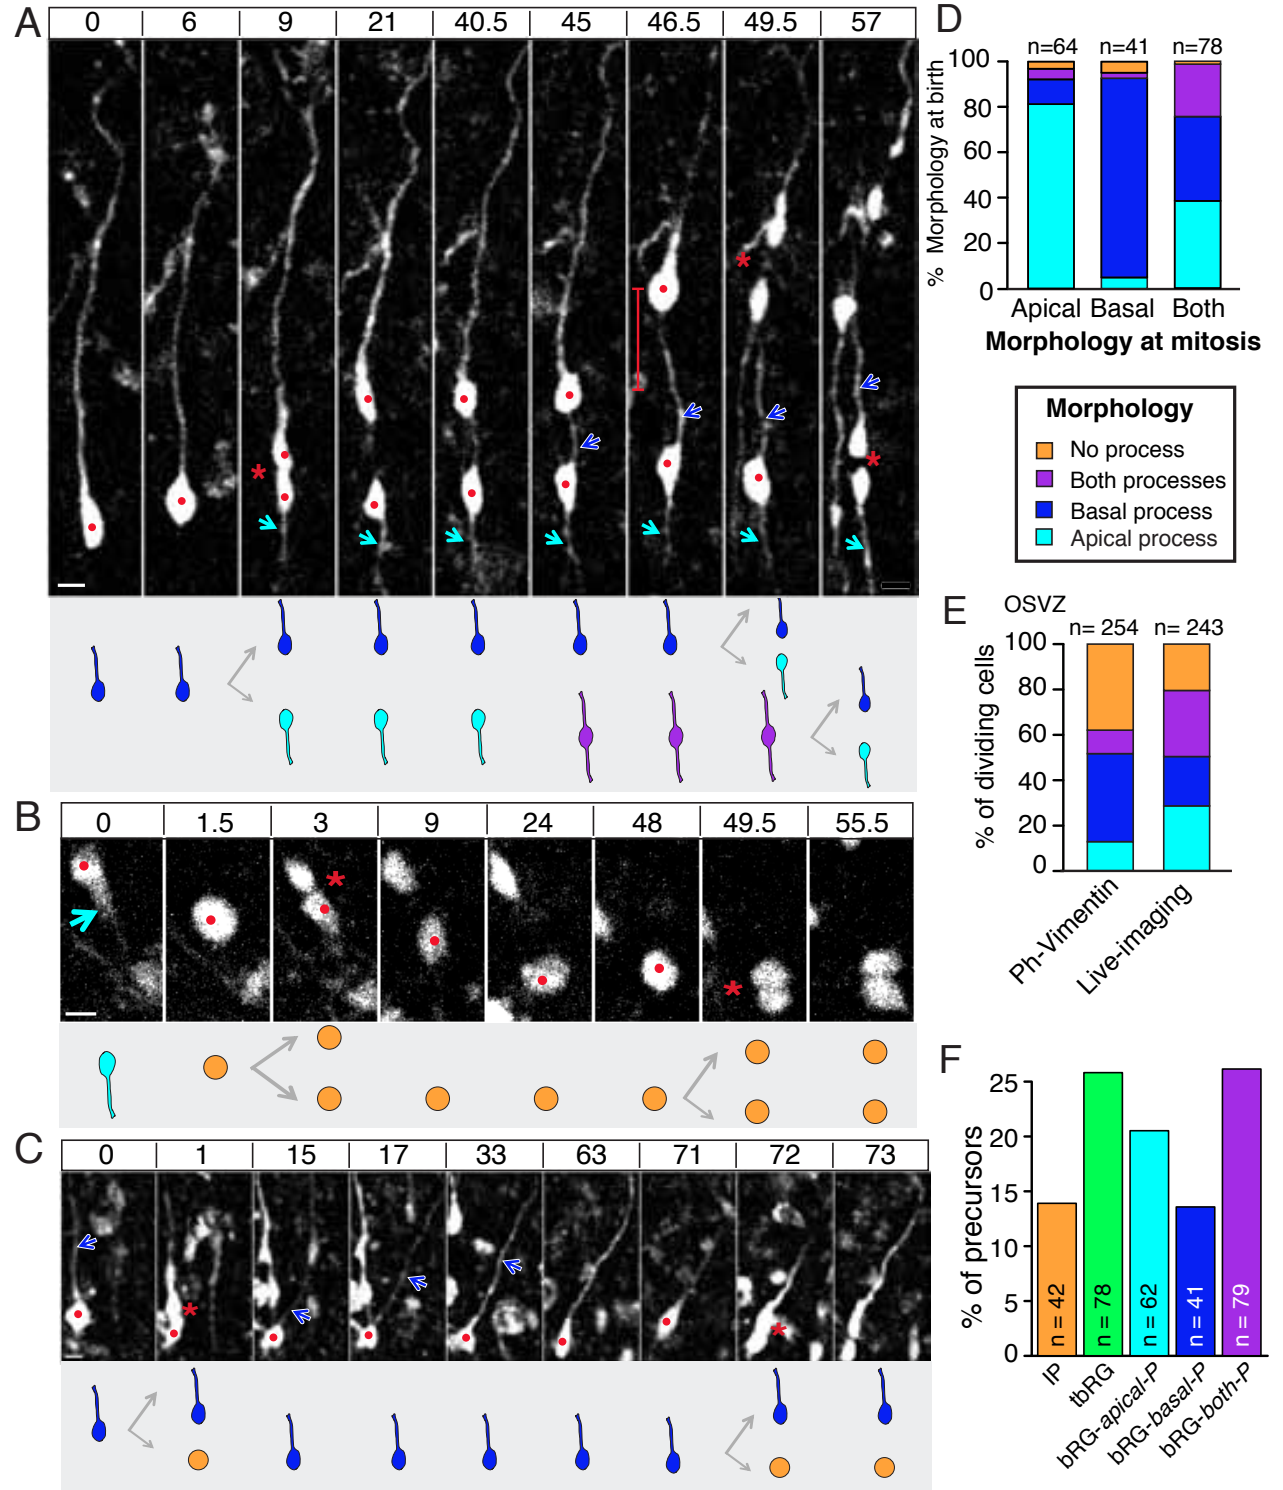 A
0 6 9 21 40.5 45 46.5 49.5 57
*
*
*
B
0 1.5 3 9 24 48 49.5 55.5
*
*
C
0 1 15 17 33 63 71 72 73
*
*
D
n=64 n=41 n=78
100
80
60
40
20
0
% Morphology at birth
Apical Basal Both
Morphology at mitosis
Morphology
No process
Both processes
Basal process
Apical process
E
OSVZ
n= 254 n= 243
100
80
60
40
20
0
% of dividing cells
Ph-Vimentin
Live-imaging
F
25
20
15
10
5
0
% of precursors
n = 42
n = 78
n = 62
n = 41
n = 79
IP
tbRG
bRG-apical-P
bRG-basal-P
bRG-both-P